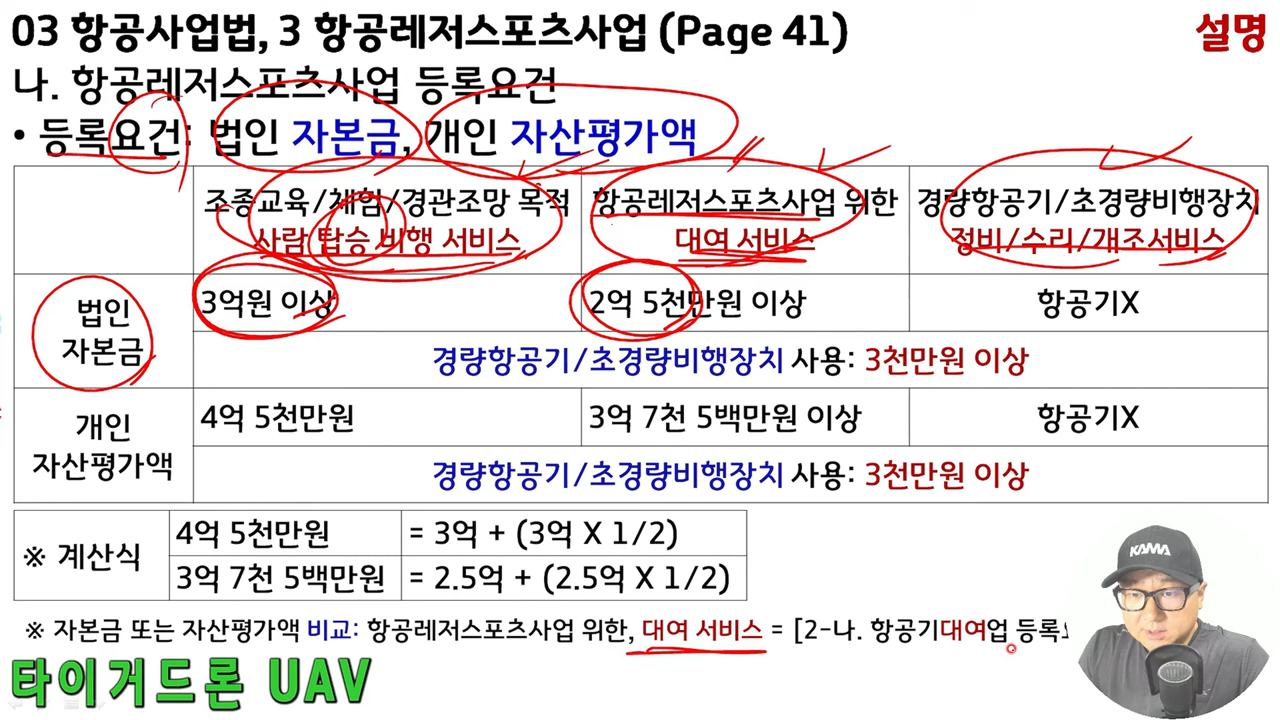 03 항공사업법, 3 항공레저스포츠사업 (Page 41)
설명
나. 항공레저스포츠사업 등록요건
• 등록요건: 법인 자본금, 개인 자산평가액
조종교육/체험/경관조망 목적
사람 탑승 비행 서비스
항공레저스포츠사업 위한
대여 서비스
경량항공기/초경량비행장치
정비/수리/개조서비스
법인
자본금
3억원 이상
2억 5천만원 이상
항공기X
경량항공기/초경량비행장치 사용: 3천만원 이상
개인
자산평가액
4억 5천만원
3억 7천 5백만원 이상
항공기X
경량항공기/초경량비행장치 사용: 3천만원 이상
※ 계산식
4억 5천만원 = 3억 + (3억 X 1/2)
3억 7천 5백만원 = 2.5억 + (2.5억 X 1/2)
※ 자본금 또는 자산평가액 비교: 항공레저스포츠사업 위한, 대여 서비스 = [2-나. 항공기대여업
KAMA
타이거드론 UAV